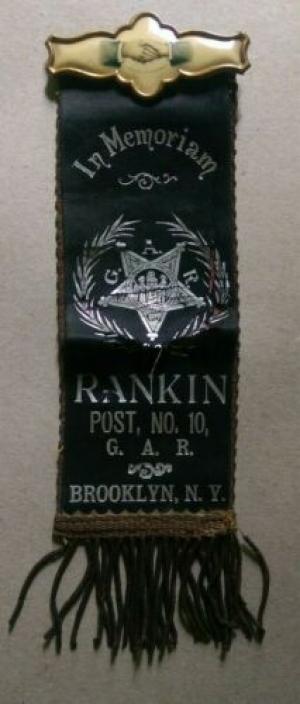 In Memoriam
G. A. R.
RANKIN
POST, NO. 10,
G. A. R.
BROOKLYN, N. Y.